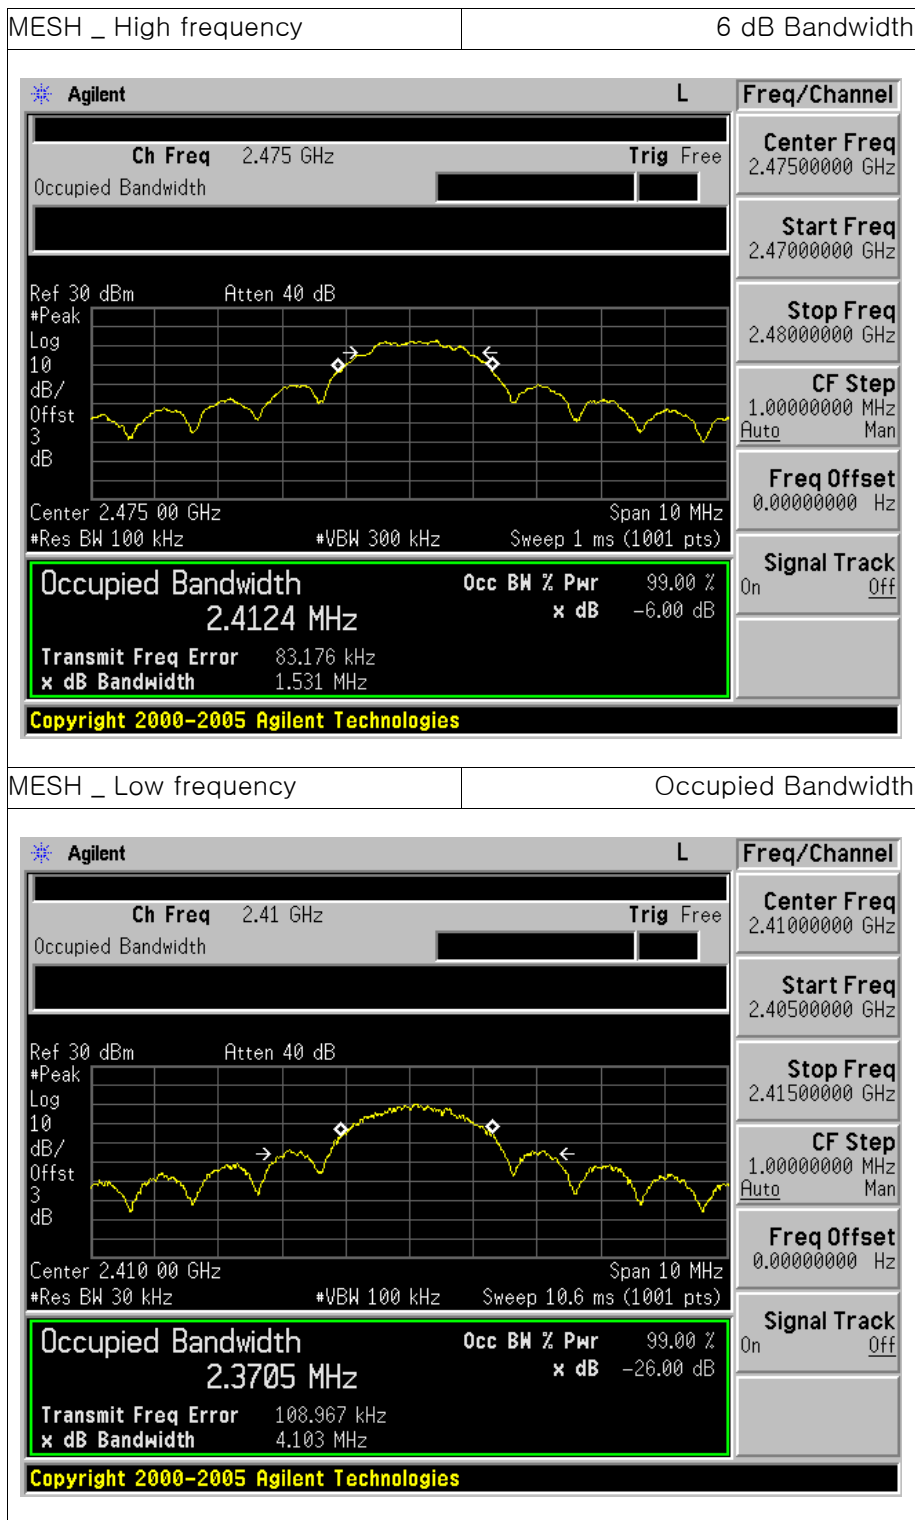 MESH _ High frequency 6 dB Bandwidth
Agilent L Freq/Channel
Ch Freq 2.475 GHz Trig Free
Occupied Bandwidth
Center Freq
2.47500000 GHz
Start Freq
2.47000000 GHz
Stop Freq
2.48000000 GHz
CF Step
1.00000000 MHz
Auto Man
Freq Offset
0.00000000 Hz
Signal Track
On Off
Ref 30 dBm Atten 40 dB
#Peak
Log
10
dB/
Offst
3
dB
Center 2.475 00 GHz Span 10 MHz
#Res BW 100 kHz #VBW 300 kHz Sweep 1 ms (1001 pts)
Occupied Bandwidth Occ BW % Pwr 99.00 %
2.4124 MHz x dB -6.00 dB
Transmit Freq Error 83.176 kHz
x dB Bandwidth 1.531 MHz
Copyright 2000-2005 Agilent Technologies
MESH _ Low frequency Occupied Bandwidth
Agilent L Freq/Channel
Ch Freq 2.41 GHz Trig Free
Occupied Bandwidth
Center Freq
2.41000000 GHz
Start Freq
2.40500000 GHz
Stop Freq
2.41500000 GHz
CF Step
1.00000000 MHz
Auto Man
Freq Offset
0.00000000 Hz
Signal Track
On Off
Ref 30 dBm Atten 40 dB
#Peak
Log
10
dB/
Offst
3
dB
Center 2.410 00 GHz Span 10 MHz
#Res BW 30 kHz #VBW 100 kHz Sweep 10.6 ms (1001 pts)
Occupied Bandwidth Occ BW % Pwr 99.00 %
2.3705 MHz x dB -26.00 dB
Transmit Freq Error 108.967 kHz
x dB Bandwidth 4.103 MHz
Copyright 2000-2005 Agilent Technologies